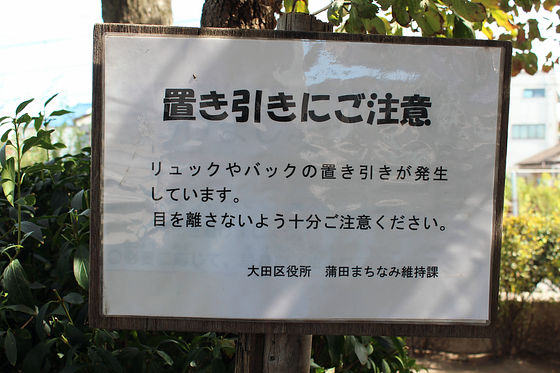 置き引きにご注意
リュックやバックの置き引きが発生
しています。
目を離さないよう十分ご注意ください。
大田区役所　蒲田まちなみ維持課